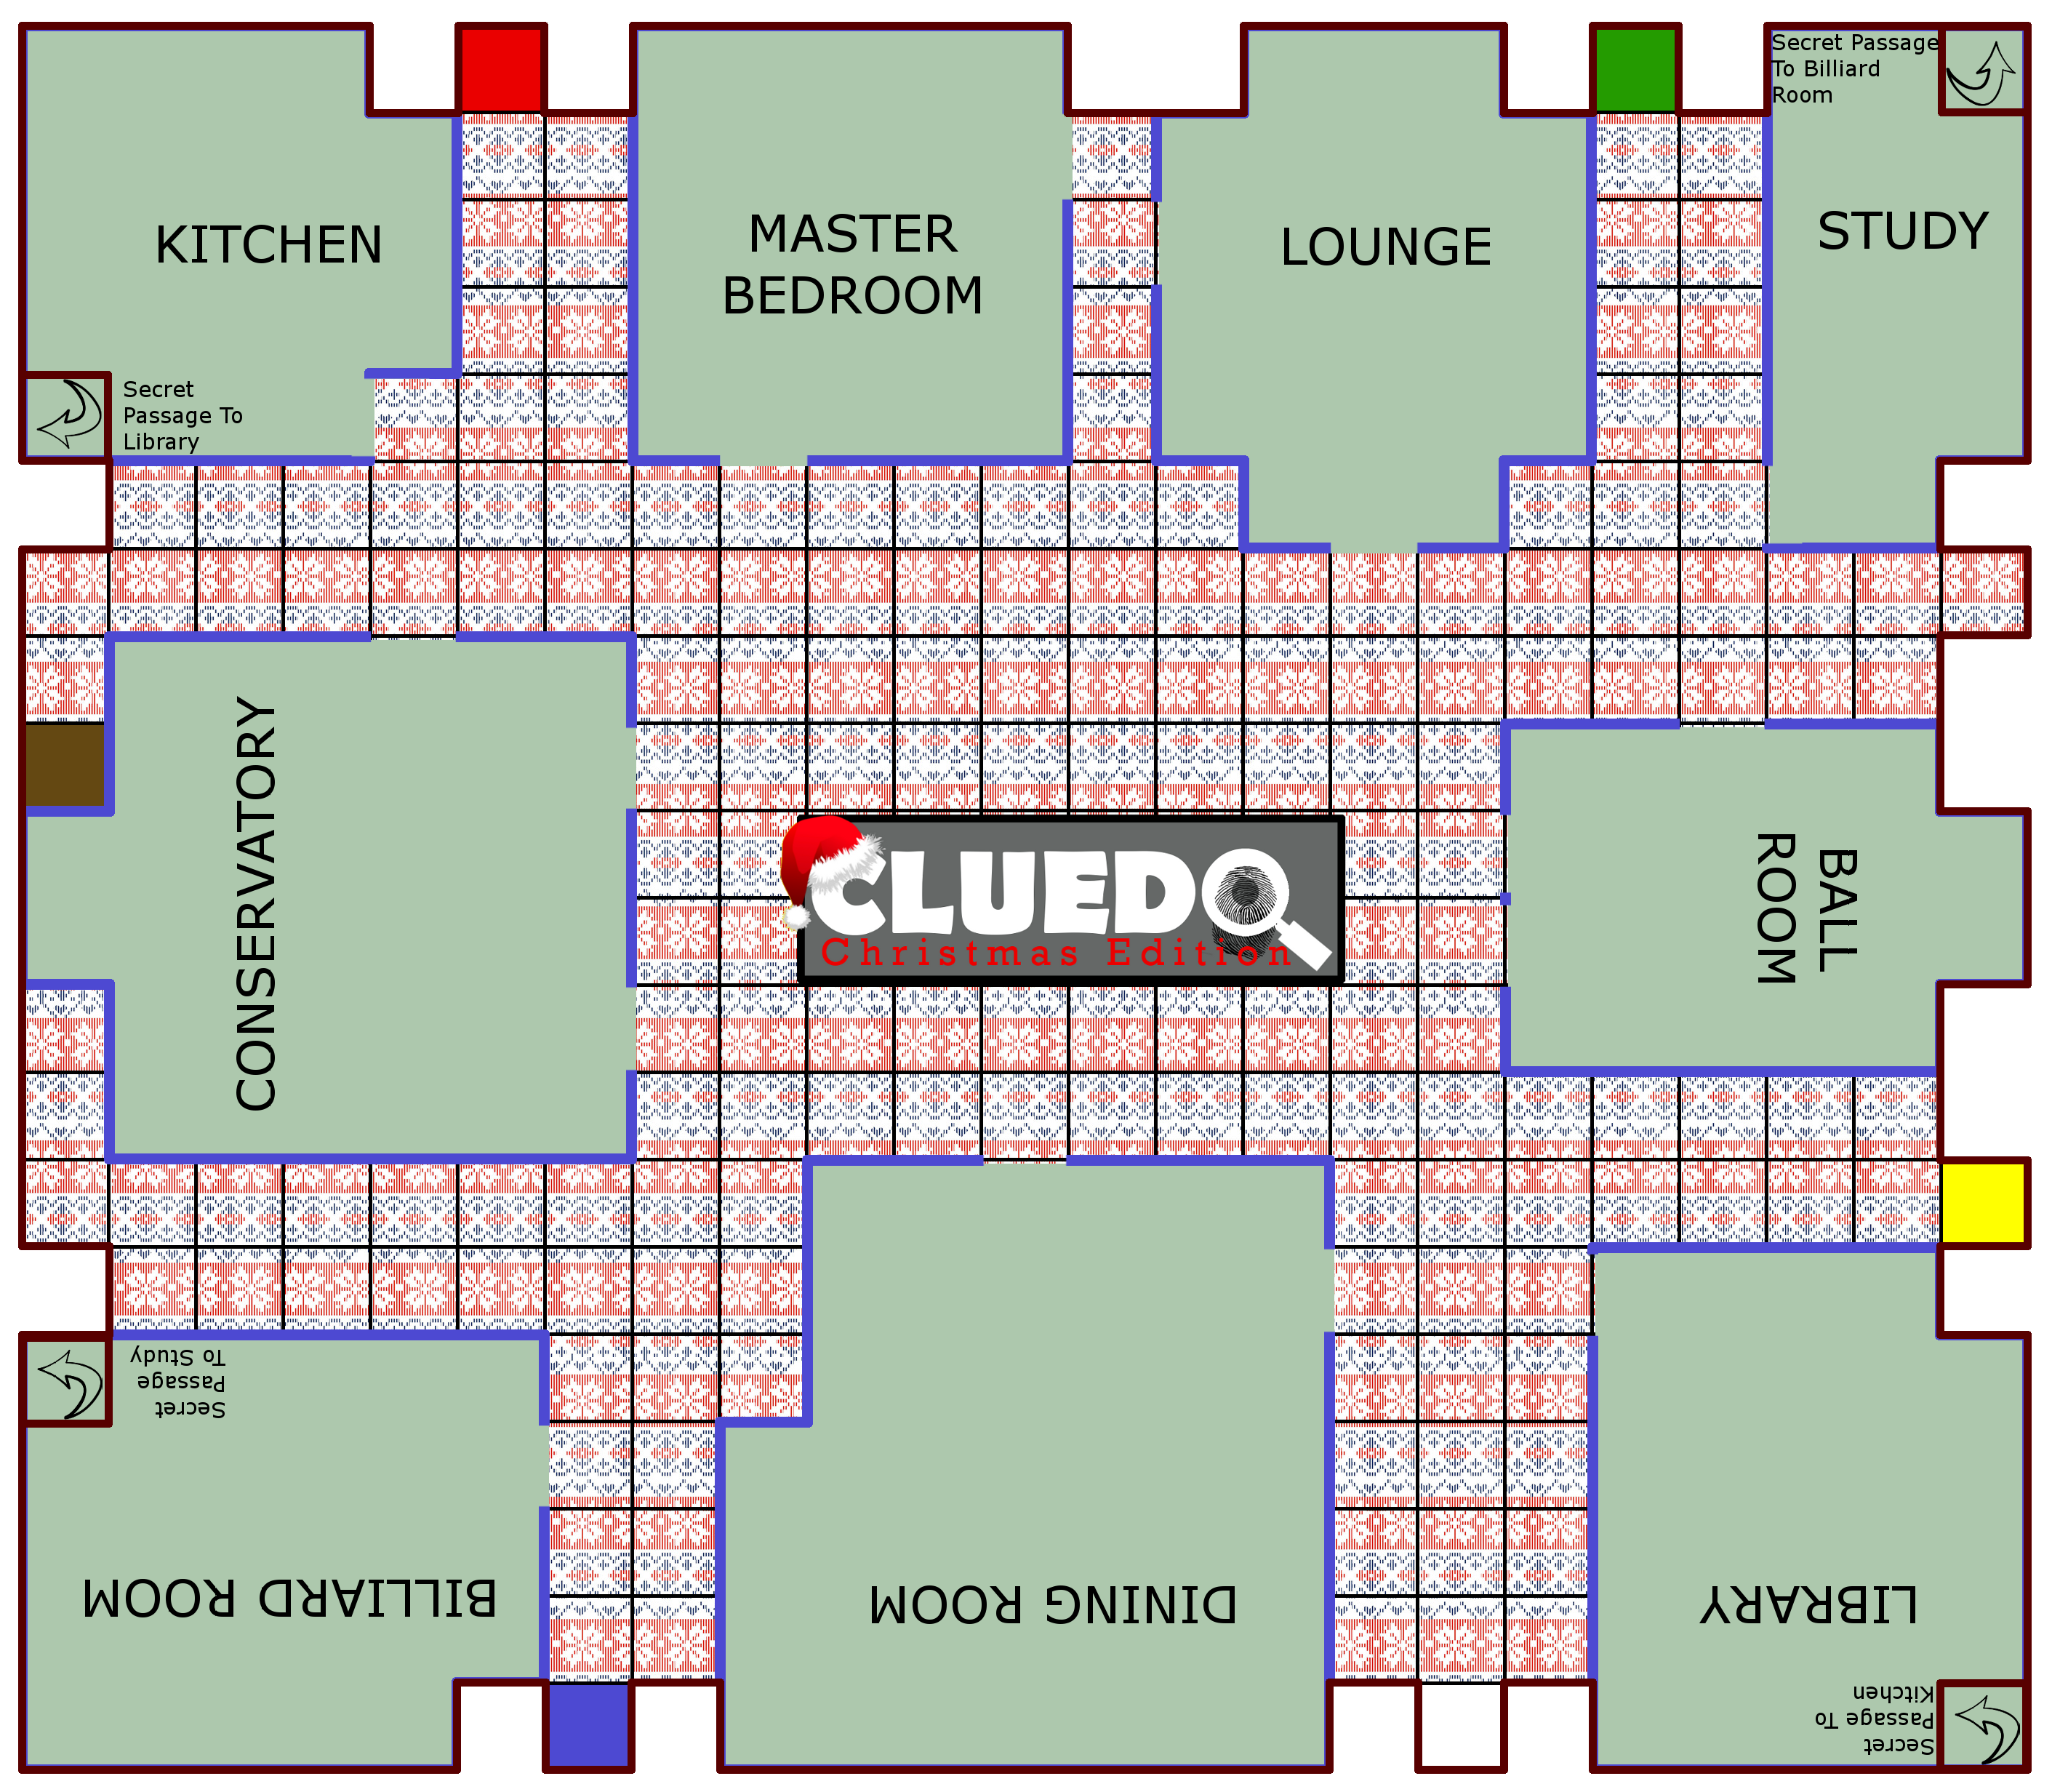 Secret Passage
To Billiard
Room
KITCHEN
MASTER
BEDROOM
LOUNGE
STUDY
Secret
Passage To
Library
CONSERVATORY
CLUEDO
Christmas Edition
BALL
ROOM
Secret
Passage
To Study
BILLIARD ROOM
DINING ROOM
LIBRARY
Secret
Passage To
Kitchen